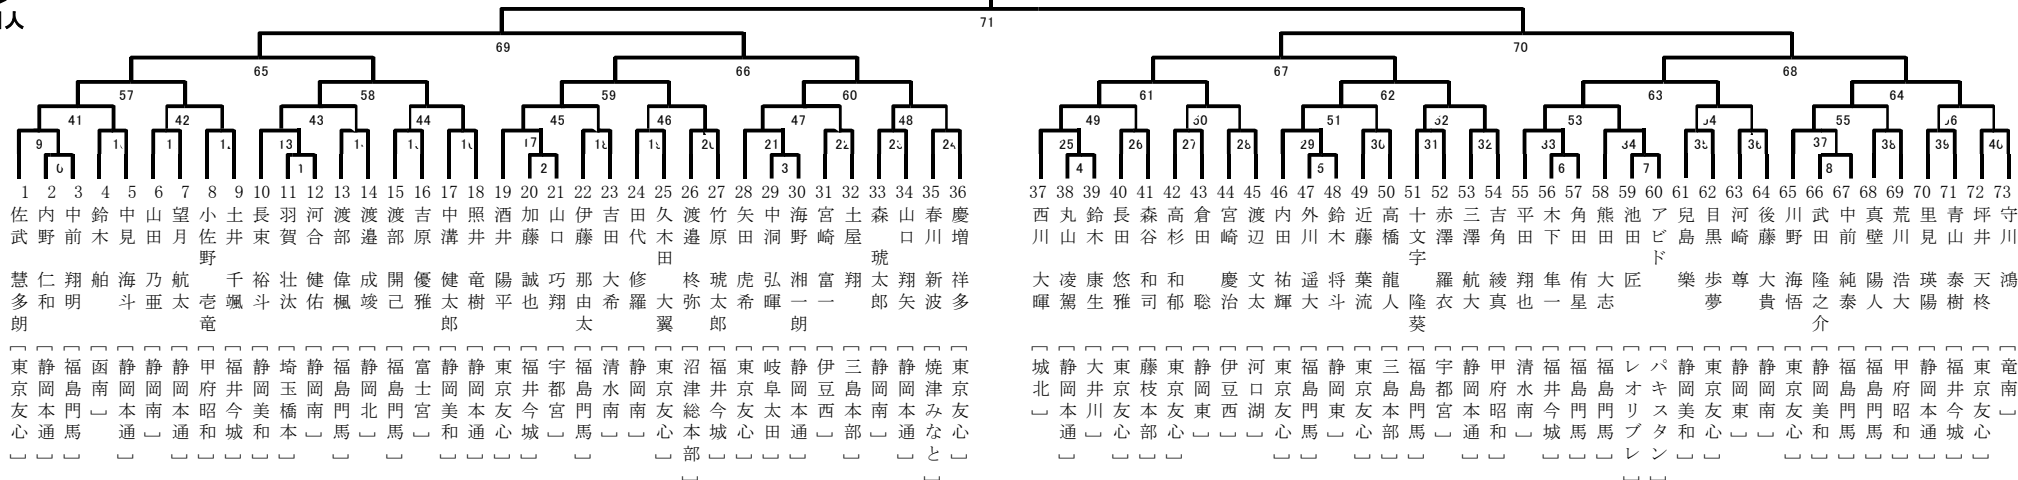 人
71
69
70
65
66
67
68
57
58
59
60
61
62
63
64
41
42
43
44
45
46
47
48
49
51
53
55
9
13
17
21
25
26
27
28
29
30
31
32
33
34
37
38
39
40
1
2
3
4
5
6
7
8
1 佐武 慧多朗 [東京友心]
2 内野 仁和 [静岡本通]
3 中前 翔明 [福島門馬]
4 鈴木 舶 [函南]
5 中見 海斗 [静岡本通]
6 山田 乃亜 [静岡南]
7 望月 航太 [静岡本通]
8 小佐野 壱竜 [甲府昭和]
9 土井 千颯 [福井今城]
10 長束 裕斗 [静岡美和]
11 羽賀 壮汰 [埼玉橋本]
12 河合 健佑 [静岡南]
13 渡部 偉楓 [福島門馬]
14 渡邉 成竣 [静岡北]
15 渡部 開己 [福島門馬]
16 吉原 優雅 [富士宮]
17 中溝 健太郎 [静岡美和]
18 照井 竜樹 [静岡本通]
19 酒井 陽平 [東京友心]
20 加藤 誠也 [福井今城]
21 山口 巧翔 [宇都宮]
22 伊藤 那由太 [福島門馬]
23 吉田 大希 [清水南]
24 田代 修羅 [静岡南]
25 久木田 大翼 [東京友心]
26 渡邉 柊弥 [沼津総本部]
27 竹原 琥太郎 [福井今城]
28 矢田 虎希 [東京友心]
29 中洞 弘暉 [岐阜太田]
30 海野 湘一朗 [静岡本通]
31 宮崎 富一 [伊豆西]
32 土屋 翔 [三島本部]
33 森 琥太郎 [静岡南]
34 山口 翔矢 [静岡本通]
35 春川 新波 [焼津みなと]
36 慶増 祥多 [東京友心]
37 西川 大暉 [城北]
38 丸山 凌駕 [静岡本通]
39 鈴木 康生 [大井川]
40 長田 悠雅 [東京友心]
41 森谷 和司 [藤枝本部]
42 高杉 和郁 [東京友心]
43 倉田 聡 [静岡東]
44 宮崎 慶治 [伊豆西]
45 渡辺 文太 [河口湖]
46 内田 祐輝 [東京友心]
47 外川 遥大 [福島門馬]
48 鈴木 将斗 [静岡東]
49 近藤 葉流 [東京友心]
50 高橋 龍人 [三島本部]
51 十文字 隆葵 [福島門馬]
52 赤澤 羅衣 [宇都宮]
53 三澤 航大 [静岡本通]
54 吉角 綾真 [甲府昭和]
55 平田 翔也 [清水南]
56 木下 隼一 [福井今城]
57 角田 侑星 [福島門馬]
58 熊田 大志 [福島門馬]
59 池田 匠 [レオリブレ]
60 アビド [パキスタン]
61 兒島 樂 [静岡美和]
62 目黒 歩夢 [東京友心]
63 河崎 尊 [静岡東]
64 後藤 大貴 [静岡南]
65 川野 海悟 [東京友心]
66 武田 隆之介 [静岡美和]
67 中前 純泰 [福島門馬]
68 真壁 陽人 [福島門馬]
69 荒川 浩大 [甲府昭和]
70 里見 瑛陽 [静岡本通]
71 青山 泰樹 [福井今城]
72 坪井 天柊 [東京友心]
73 守川 鴻 [竜南]